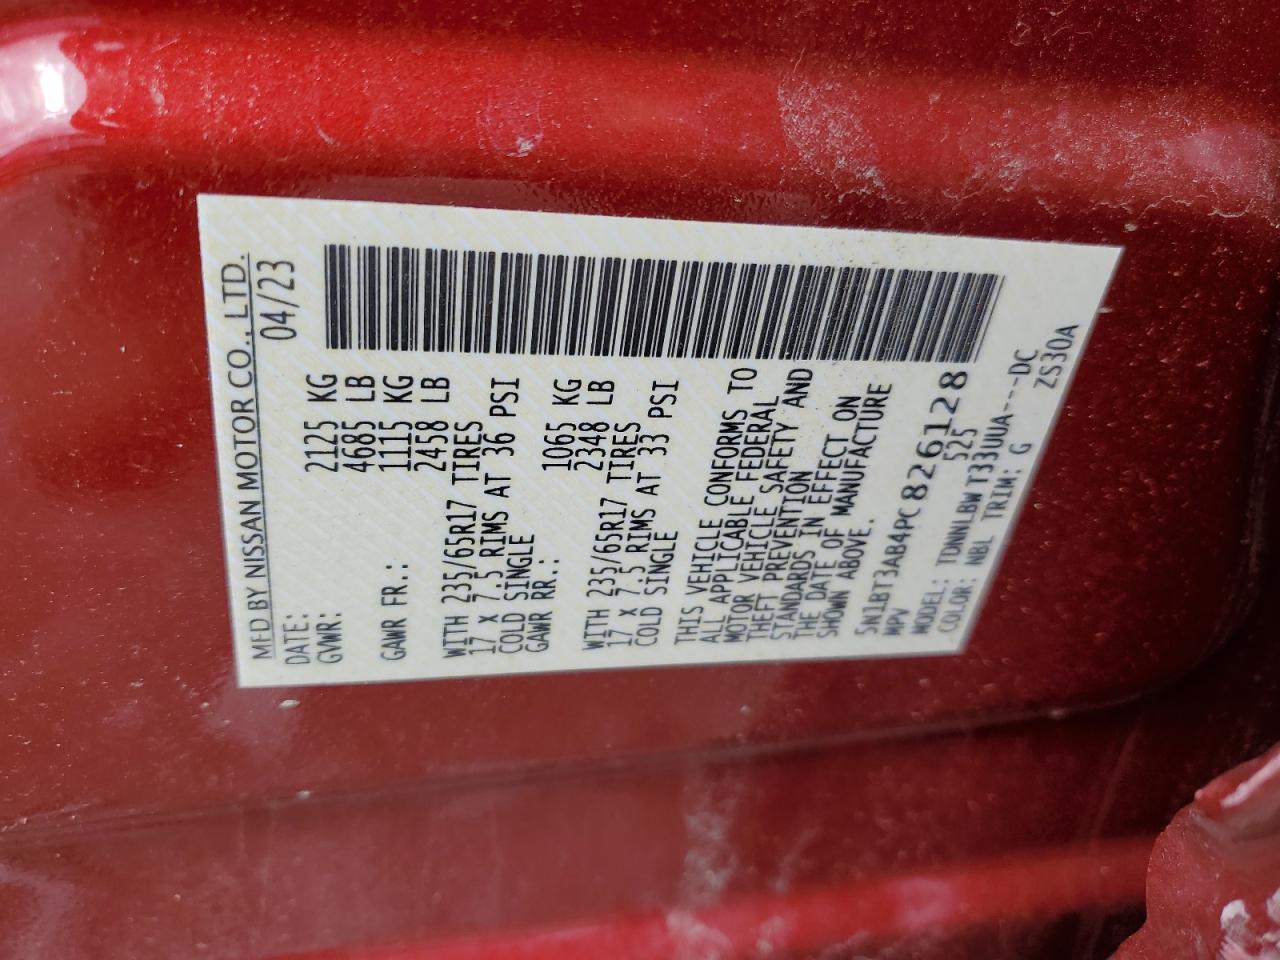 MFD BY NISSAN MOTOR CO., LTD.
DATE: 04/23
GVWR: 2125 KG
4685 LB
GAWR FR.: 1115 KG
2458 LB
WITH 235/65R17 TIRES
17 X 7.5 RIMS AT 36 PSI
COLD SINGLE
GAWR RR.: 1065 KG
2348 LB
WITH 235/65R17 TIRES
17 X 7.5 RIMS AT 33 PSI
COLD SINGLE
THIS VEHICLE CONFORMS TO
ALL APPLICABLE FEDERAL
MOTOR VEHICLE SAFETY AND
THEFT PREVENTION
STANDARDS IN EFFECT ON
THE DATE OF MANUFACTURE
SHOWN ABOVE.
5N1BT3AB4PC826128
MPV 525
MODEL: TDNNLBWT33UUA---DC
COLOR: NBL TRIM: G ZS30A